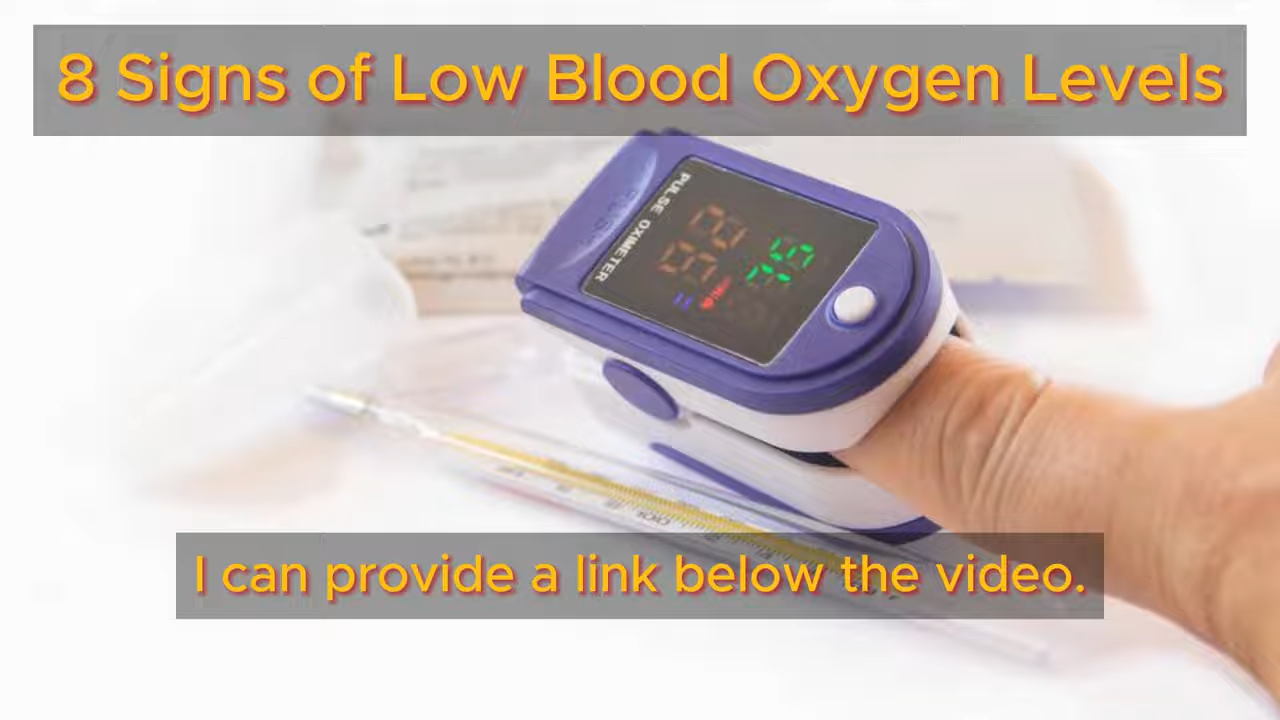 8 Signs of Low Blood Oxygen Levels
PULSE OXIMETER
I can provide a link below the video.